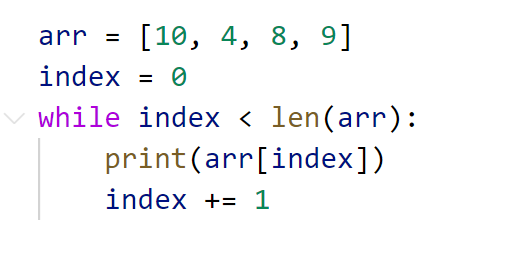 arr = [10, 4, 8, 9]
index = 0
while index < len(arr):
    print(arr[index])
    index += 1